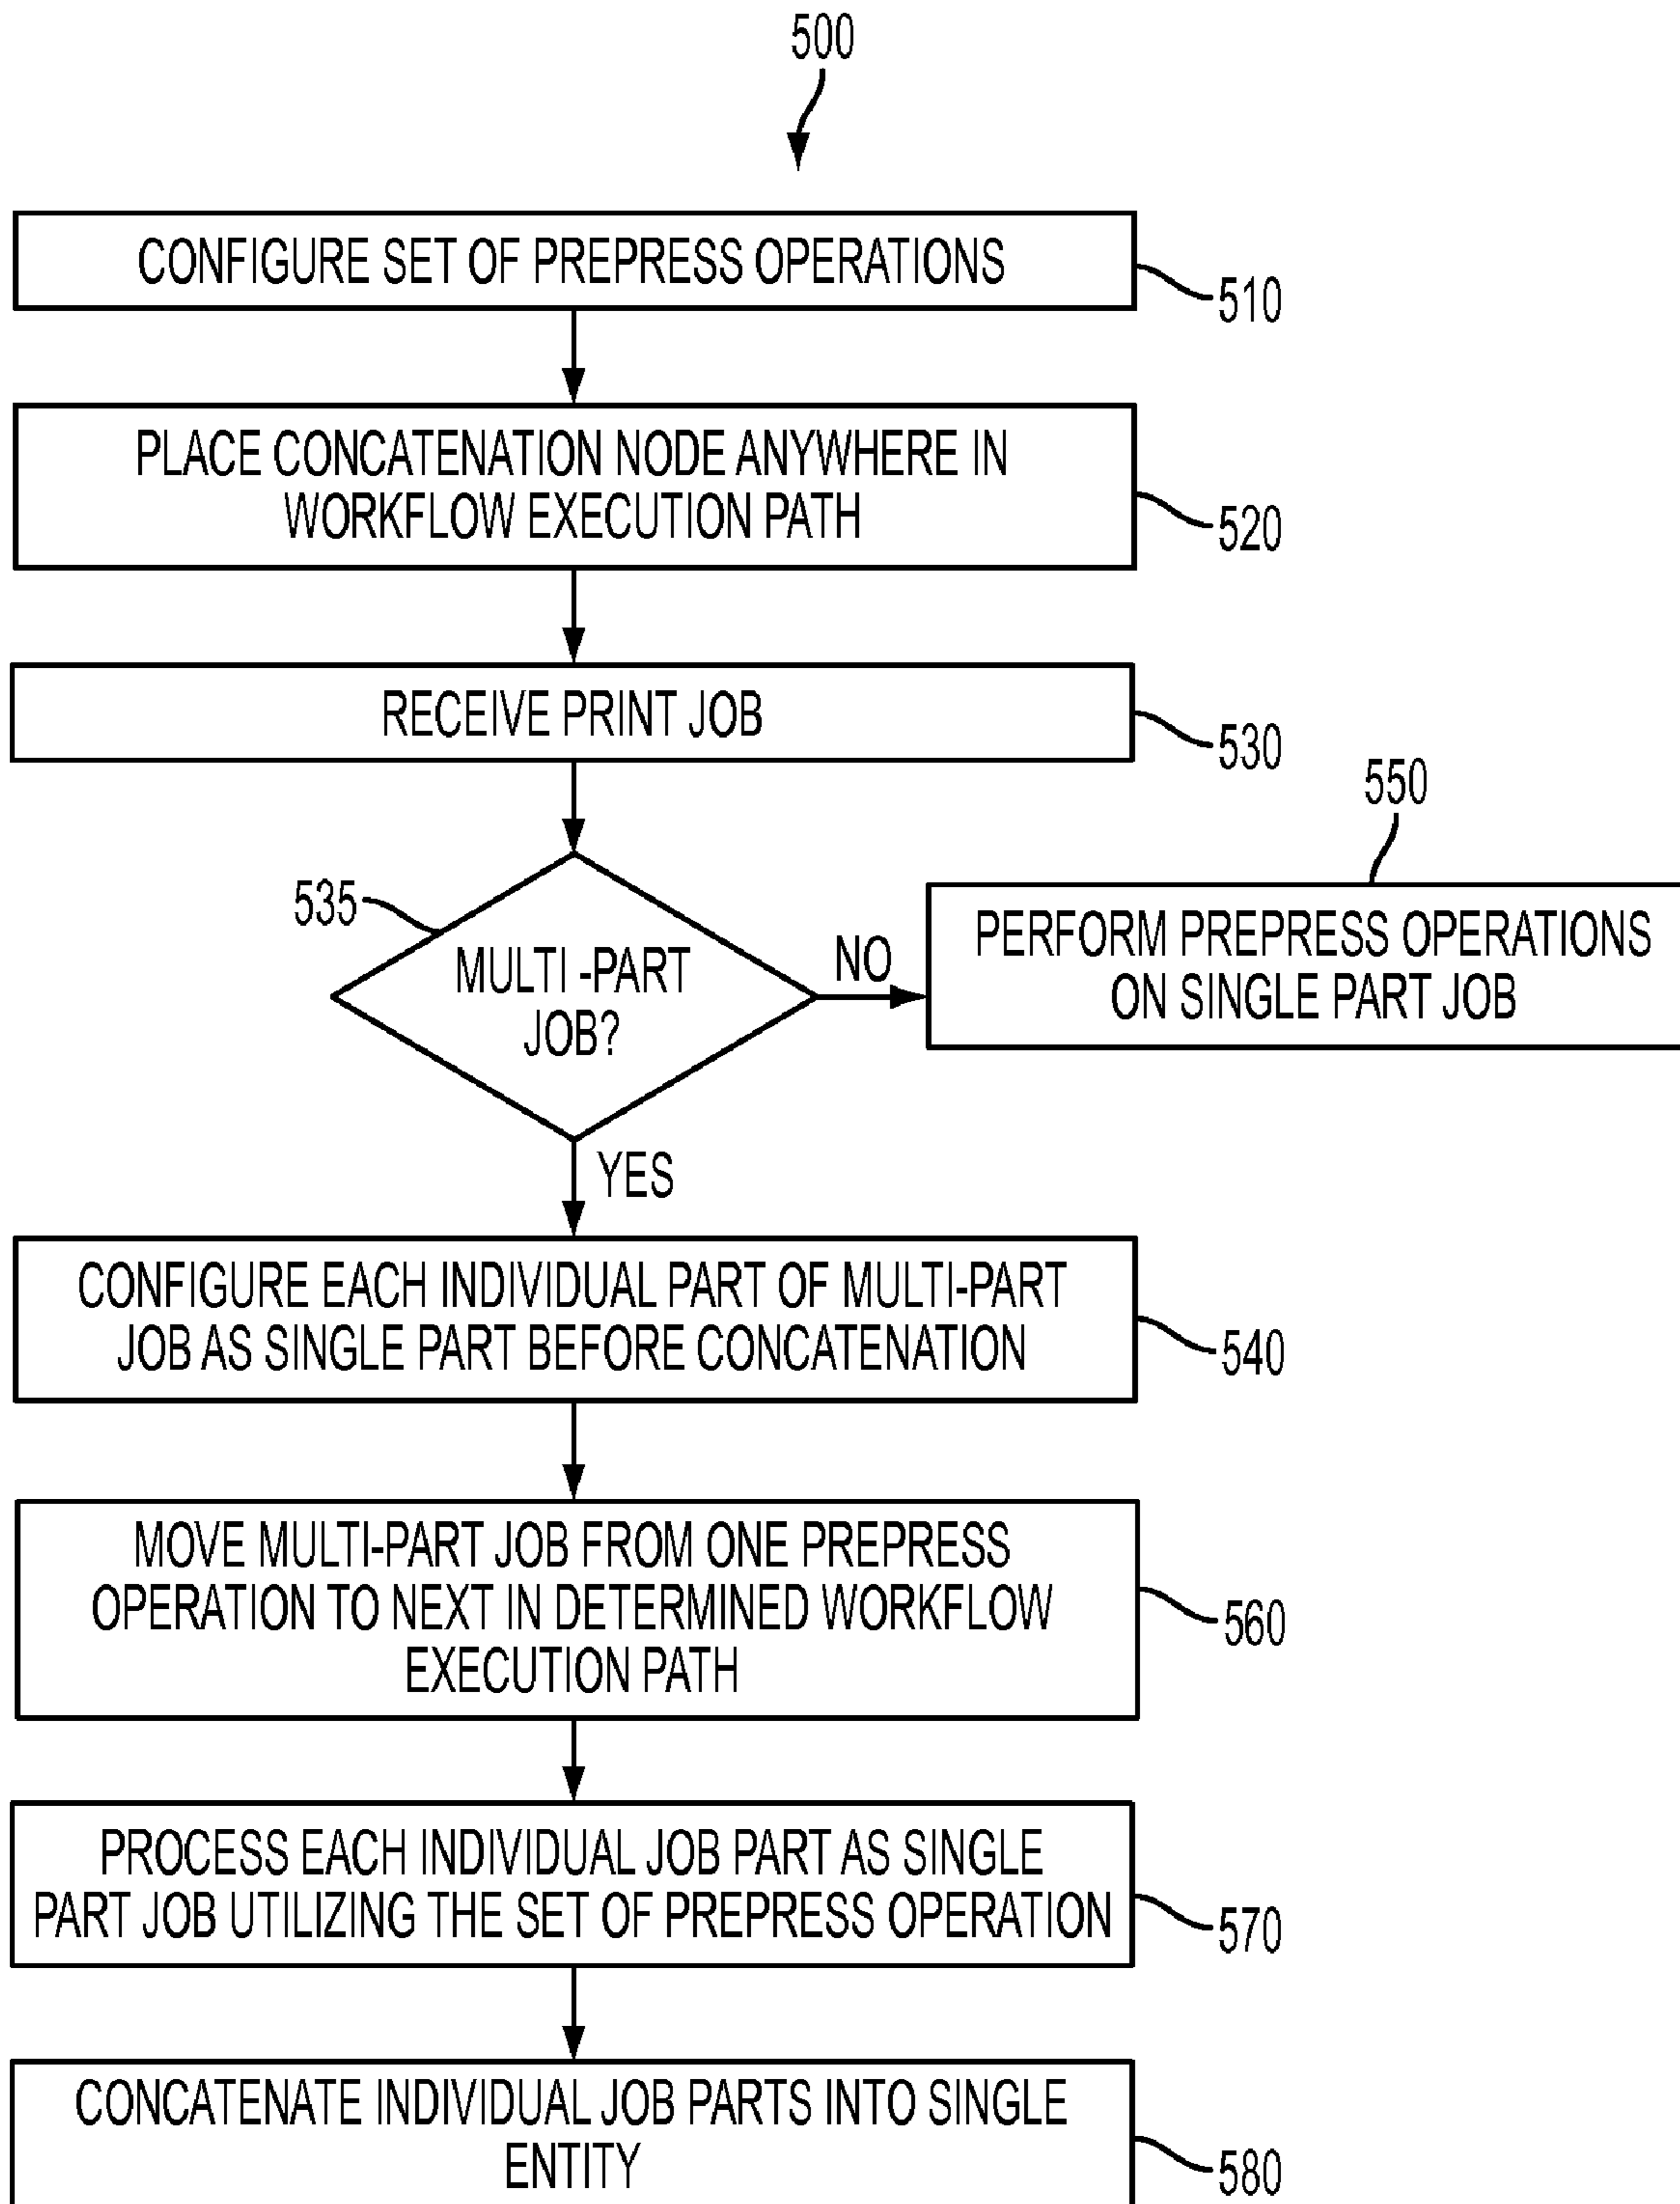 500
CONFIGURE SET OF PREPRESS OPERATIONS
510
PLACE CONCATENATION NODE ANYWHERE IN
WORKFLOW EXECUTION PATH
520
RECEIVE PRINT JOB
530
535
MULTI -PART
JOB?
NO
550
PERFORM PREPRESS OPERATIONS
ON SINGLE PART JOB
YES
CONFIGURE EACH INDIVIDUAL PART OF MULTI-PART
JOB AS SINGLE PART BEFORE CONCATENATION
540
MOVE MULTI-PART JOB FROM ONE PREPRESS
OPERATION TO NEXT IN DETERMINED WORKFLOW
EXECUTION PATH
560
PROCESS EACH INDIVIDUAL JOB PART AS SINGLE
PART JOB UTILIZING THE SET OF PREPRESS OPERATION
570
CONCATENATE INDIVIDUAL JOB PARTS INTO SINGLE
ENTITY
580